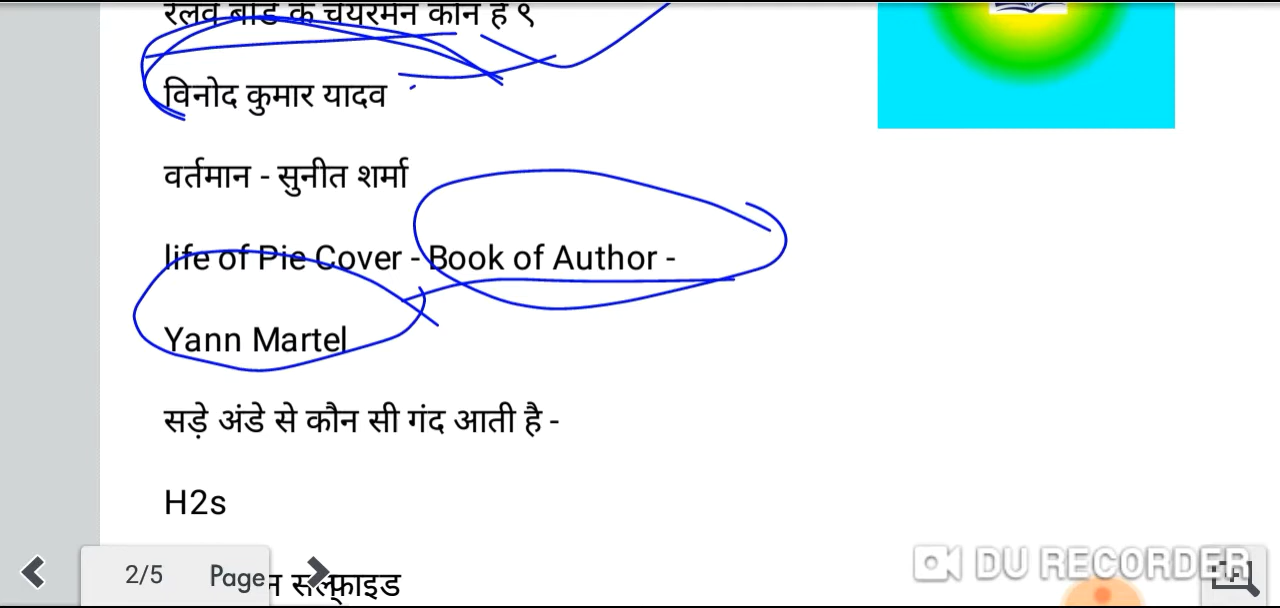 रेलवे बोर्ड के चेयरमैन कौन है ९
विनोद कुमार यादव
वर्तमान - सुनीत शर्मा
life of Pie Cover - Book of Author -
Yann Martel
सड़े अंडे से कौन सी गंद आती है -
H2s
2/5 Page
न सल्फ़ाइड
DU RECORDER